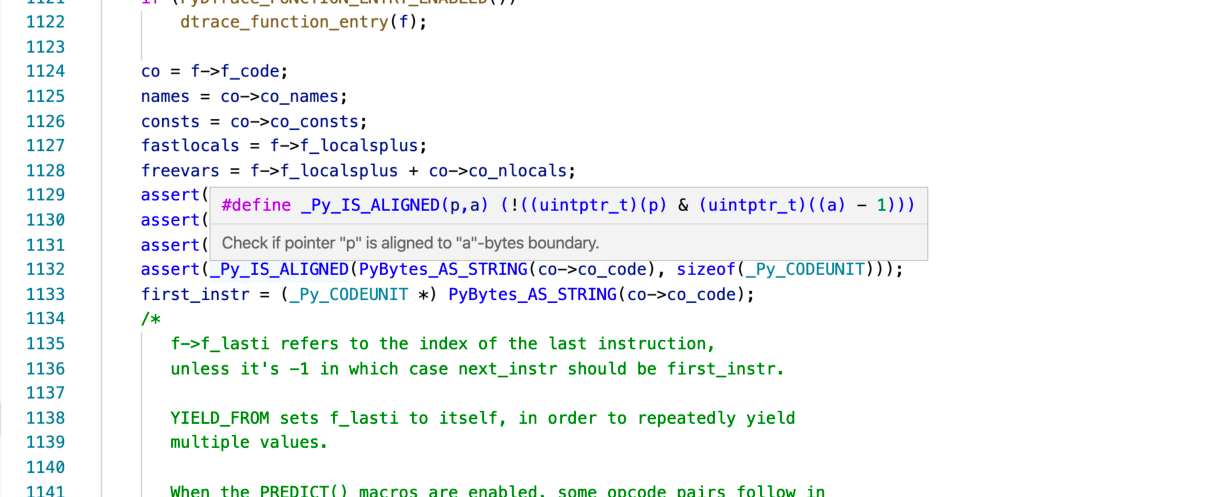 1121 if (PyDTrace_FUNCTION_ENTRY_ENABLED())
1122 dtrace_function_entry(f);
1123
1124 co = f->f_code;
1125 names = co->co_names;
1126 consts = co->co_consts;
1127 fastlocals = f->f_localsplus;
1128 freevars = f->f_localsplus + co->co_nlocals;
1129 assert(
#define _Py_IS_ALIGNED(p,a) (!((uintptr_t)(p) & (uintptr_t)((a) - 1)))
1130 assert(
Check if pointer "p" is aligned to "a"-bytes boundary.
1131 assert(
1132 assert(_Py_IS_ALIGNED(PyBytes_AS_STRING(co->co_code), sizeof(_Py_CODEUNIT)));
1133 first_instr = (_Py_CODEUNIT *) PyBytes_AS_STRING(co->co_code);
1134 /*
1135 f->f_lasti refers to the index of the last instruction,
1136 unless it's -1 in which case next_instr should be first_instr.
1137
1138 YIELD_FROM sets f_lasti to itself, in order to repeatedly yield
1139 multiple values.
1140
1141 When the PREDICT() macros are enabled, some opcode pairs follow in